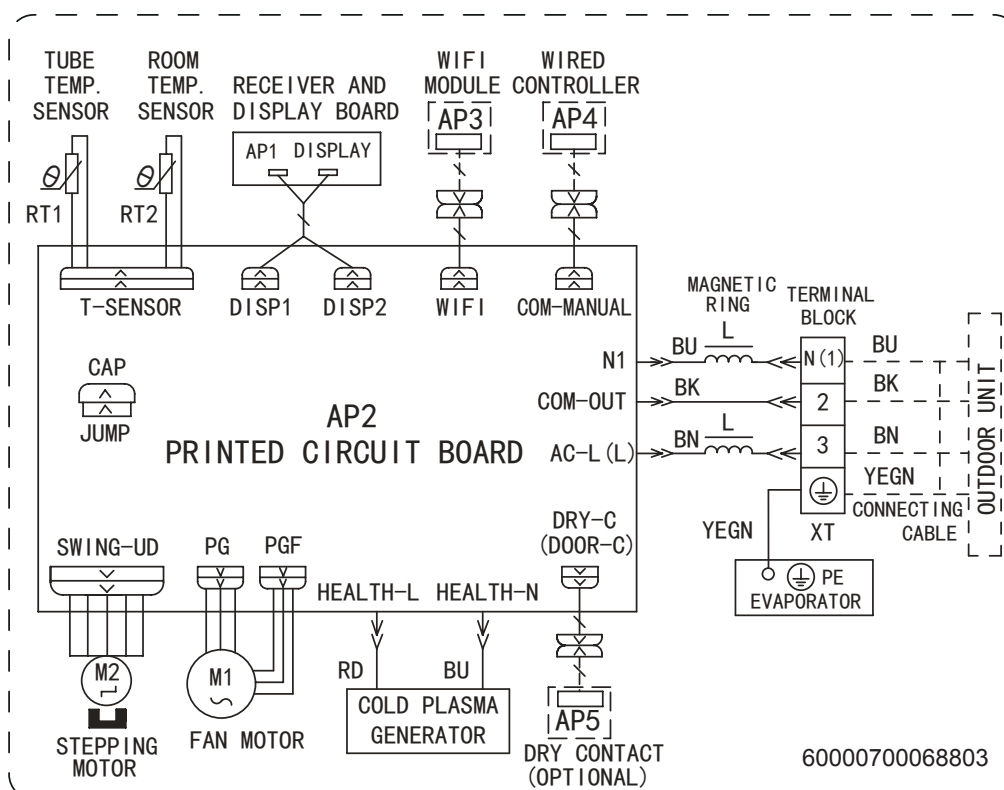 TUBE
TEMP.
SENSOR
ROOM
TEMP.
SENSOR
RECEIVER AND
DISPLAY BOARD
WIFI
MODULE
WIRED
CONTROLLER
AP1 DISPLAY
AP3
AP4
θ
RT1
θ
RT2
T-SENSOR
DISP1
DISP2
WIFI
COM-MANUAL
MAGNETIC
RING
TERMINAL
BLOCK
CAP
JUMP
AP2
PRINTED CIRCUIT BOARD
N1
BU
L
N(1)
BU
COM-OUT
BK
2
BK
AC-L(L)
BN
L
3
BN
YEGN
CONNECTING
CABLE
OUTDOOR UNIT
XT
YEGN
PE
EVAPORATOR
SWING-UD
PG
PGF
HEALTH-L
HEALTH-N
DRY-C
(DOOR-C)
M2
M1
RD
BU
COLD PLASMA
GENERATOR
AP5
STEPPING
MOTOR
FAN MOTOR
DRY CONTACT
(OPTIONAL)
60000700068803